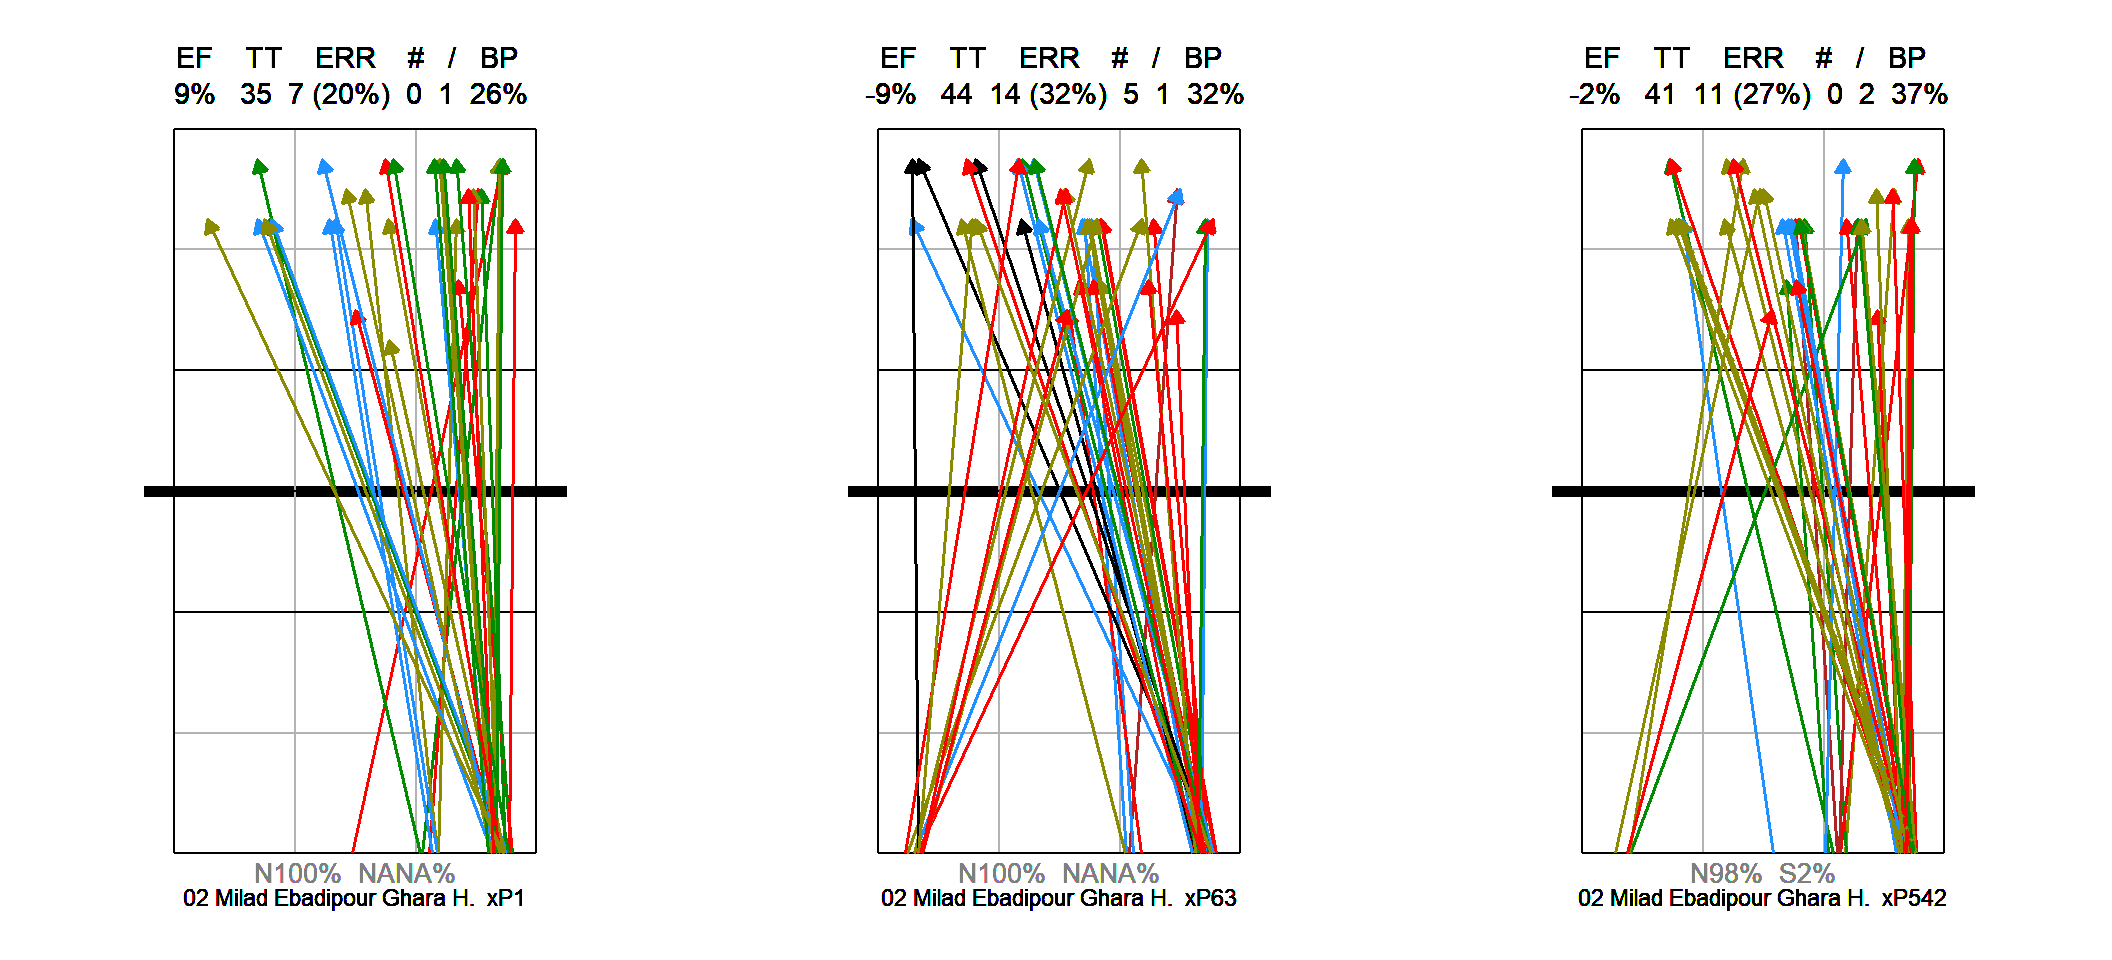 EF TT ERR # / BP
9% 35 7 (20%) 0 1 26%
N100% NANA%
02 Milad Ebadipour Ghara H. xP1
EF TT ERR # / BP
-9% 44 14 (32%) 5 1 32%
N100% NANA%
02 Milad Ebadipour Ghara H. xP63
EF TT ERR # / BP
-2% 41 11 (27%) 0 2 37%
N98% S2%
02 Milad Ebadipour Ghara H. xP542